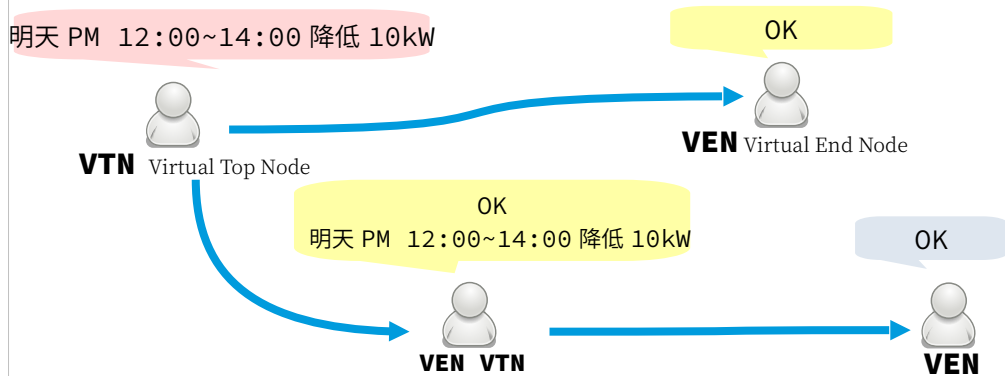 明天 PM 12:00~14:00 降低 10kW
OK
VTN Virtual Top Node
VEN Virtual End Node
OK
明天 PM 12:00~14:00 降低 10kW
OK
VEN VTN
VEN